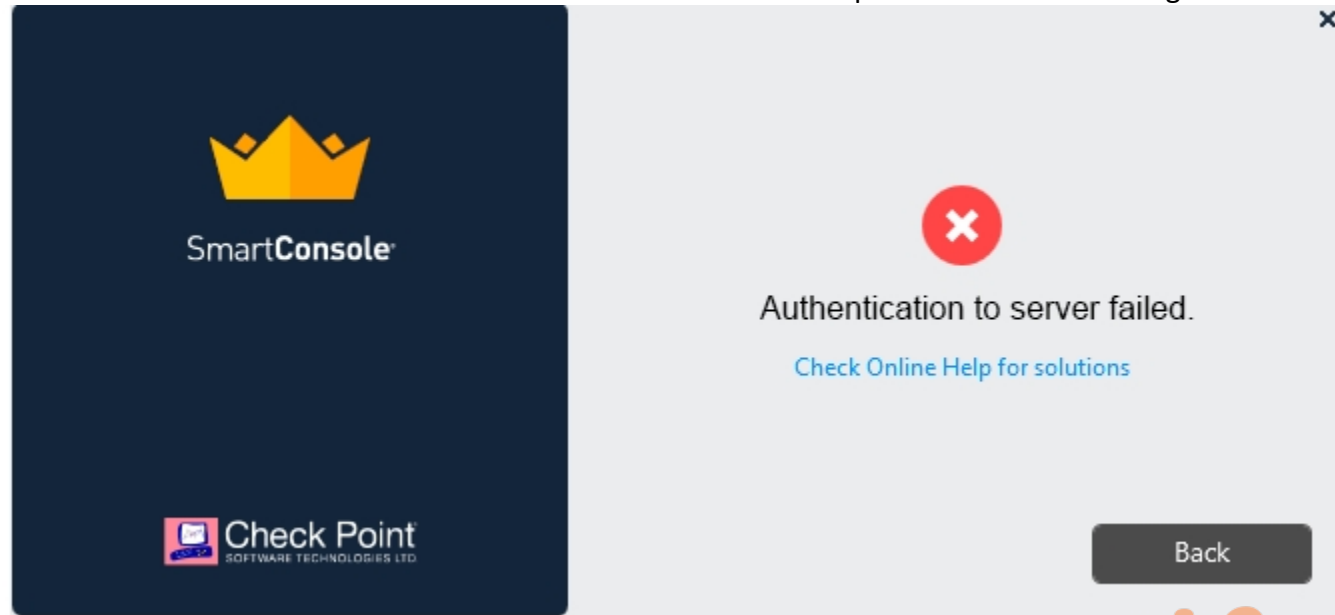 SmartConsole®
Authentication to server failed.
Check Online Help for solutions
Check Point
SOFTWARE TECHNOLOGIES LTD.
Back